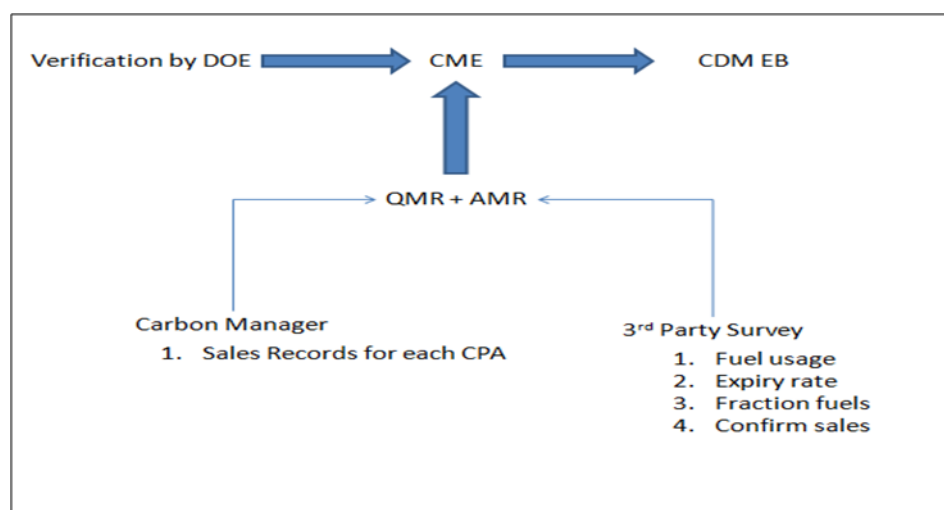 Verification by DOE CME CDM EB
QMR + AMR
Carbon Manager
1. Sales Records for each CPA
3rd Party Survey
1. Fuel usage
2. Expiry rate
3. Fraction fuels
4. Confirm sales